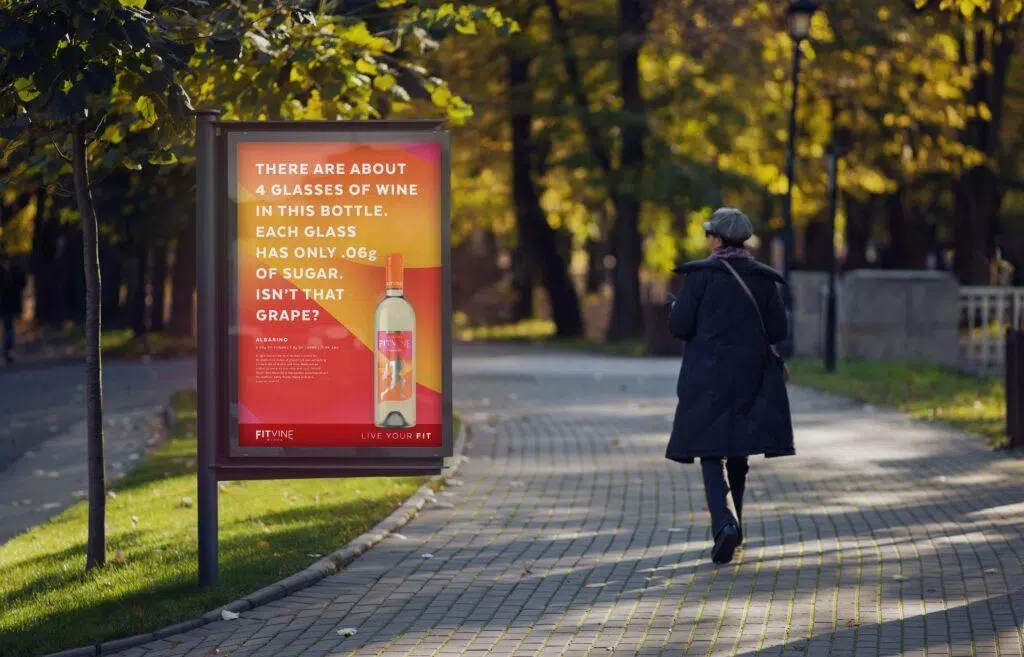 THERE ARE ABOUT
4 GLASSES OF WINE
IN THIS BOTTLE.
EACH GLASS
HAS ONLY .06g
OF SUGAR.
ISN'T THAT
GRAPE?
ALBARINO
FITVINE
FITVINE
WINES
LIVE YOUR FIT